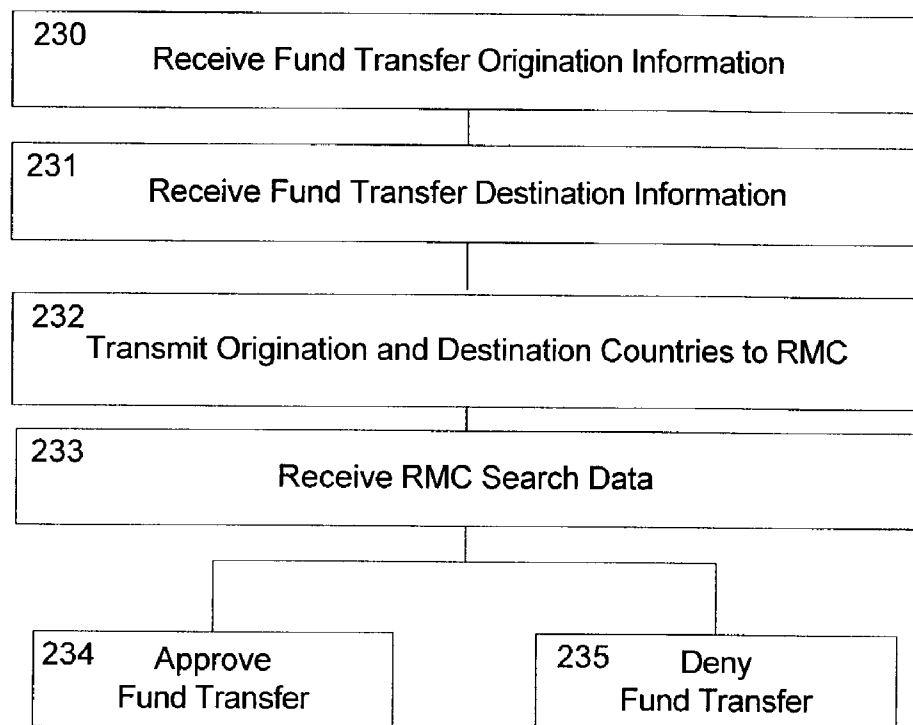 230
Receive Fund Transfer Origination Information
231
Receive Fund Transfer Destination Information
232
Transmit Origination and Destination Countries to RMC
233
Receive RMC Search Data
234
Approve
Fund Transfer
235
Deny
Fund Transfer